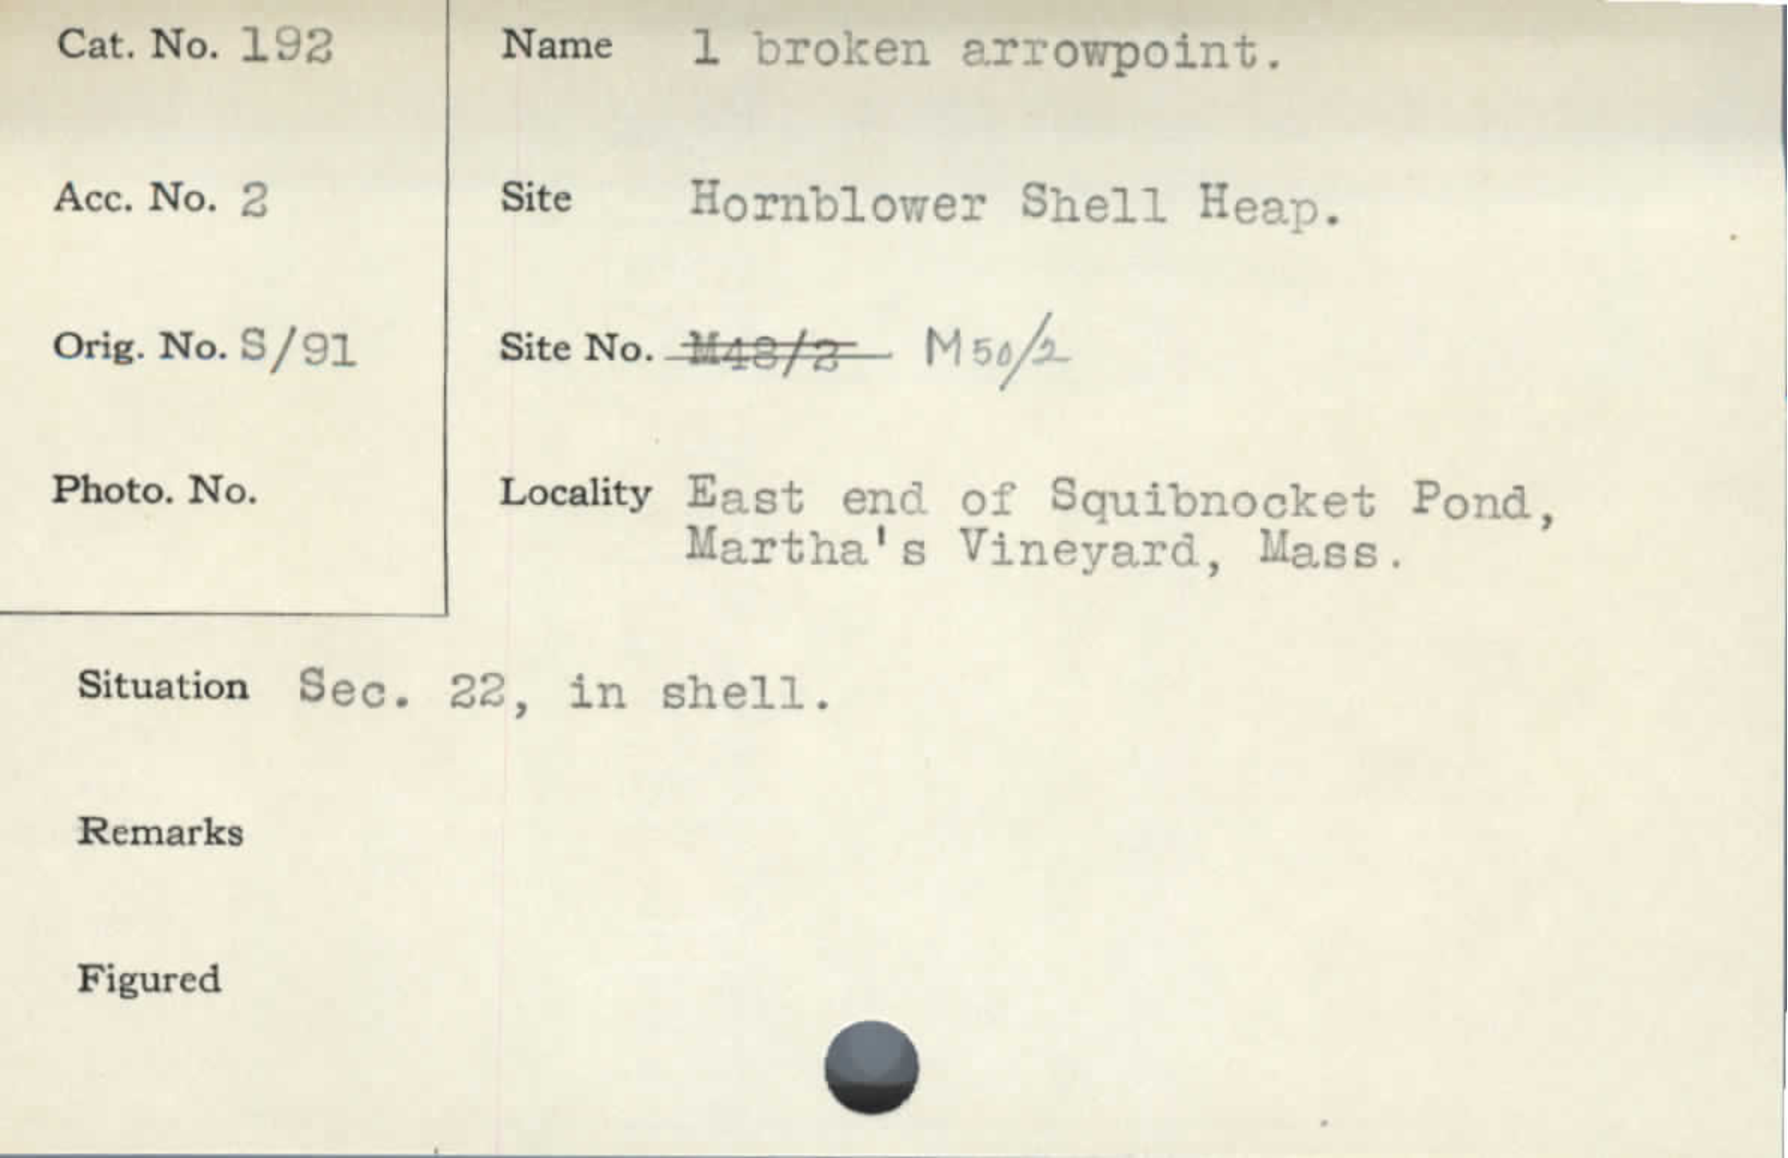 Cat. No. 192
Name 1 broken arrowpoint.
Acc. No. 2
Site Hornblower Shell Heap.
Orig. No. S/91
Site No. M48/2 M50/2
Photo. No.
Locality East end of Squibnocket Pond,
Martha's Vineyard, Mass.
Situation Sec. 22, in shell.
Remarks
Figured